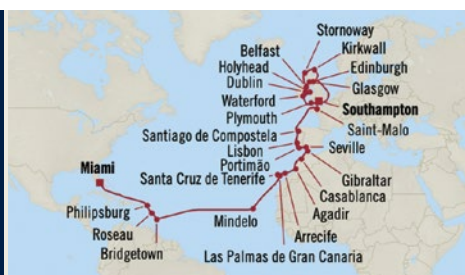 Stornoway
Belfast
Kirkwall
Holyhead
Edinburgh
Dublin
Glasgow
Waterford
Southampton
Plymouth
Saint-Malo
Santiago de Compostela
Lisbon
Seville
Portimão
Miami
Santa Cruz de Tenerife
Gibraltar
Casablanca
Philipsburg
Agadir
Roseau
Mindelo
Arrecife
Bridgetown
Las Palmas de Gran Canaria